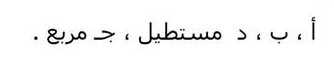 أ ، ب ، د مستطيل ، جـ مربع .